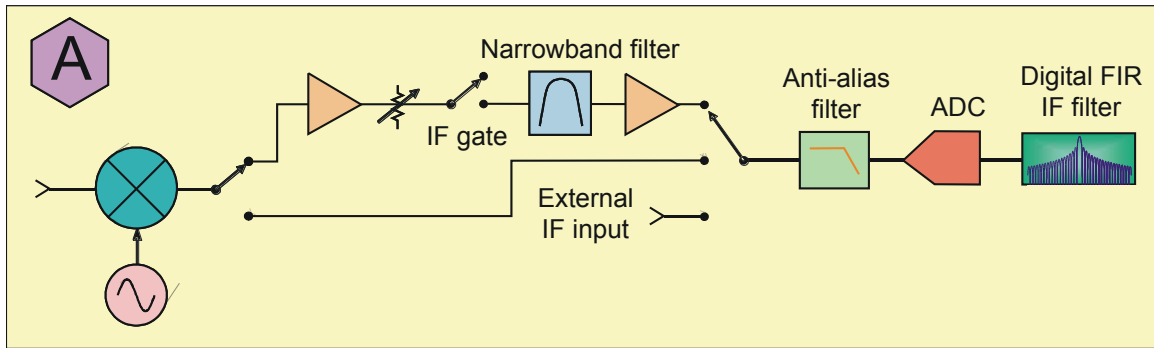 A
Narrowband filter
IF gate
External
IF input
Anti-alias
filter
ADC
Digital FIR
IF filter